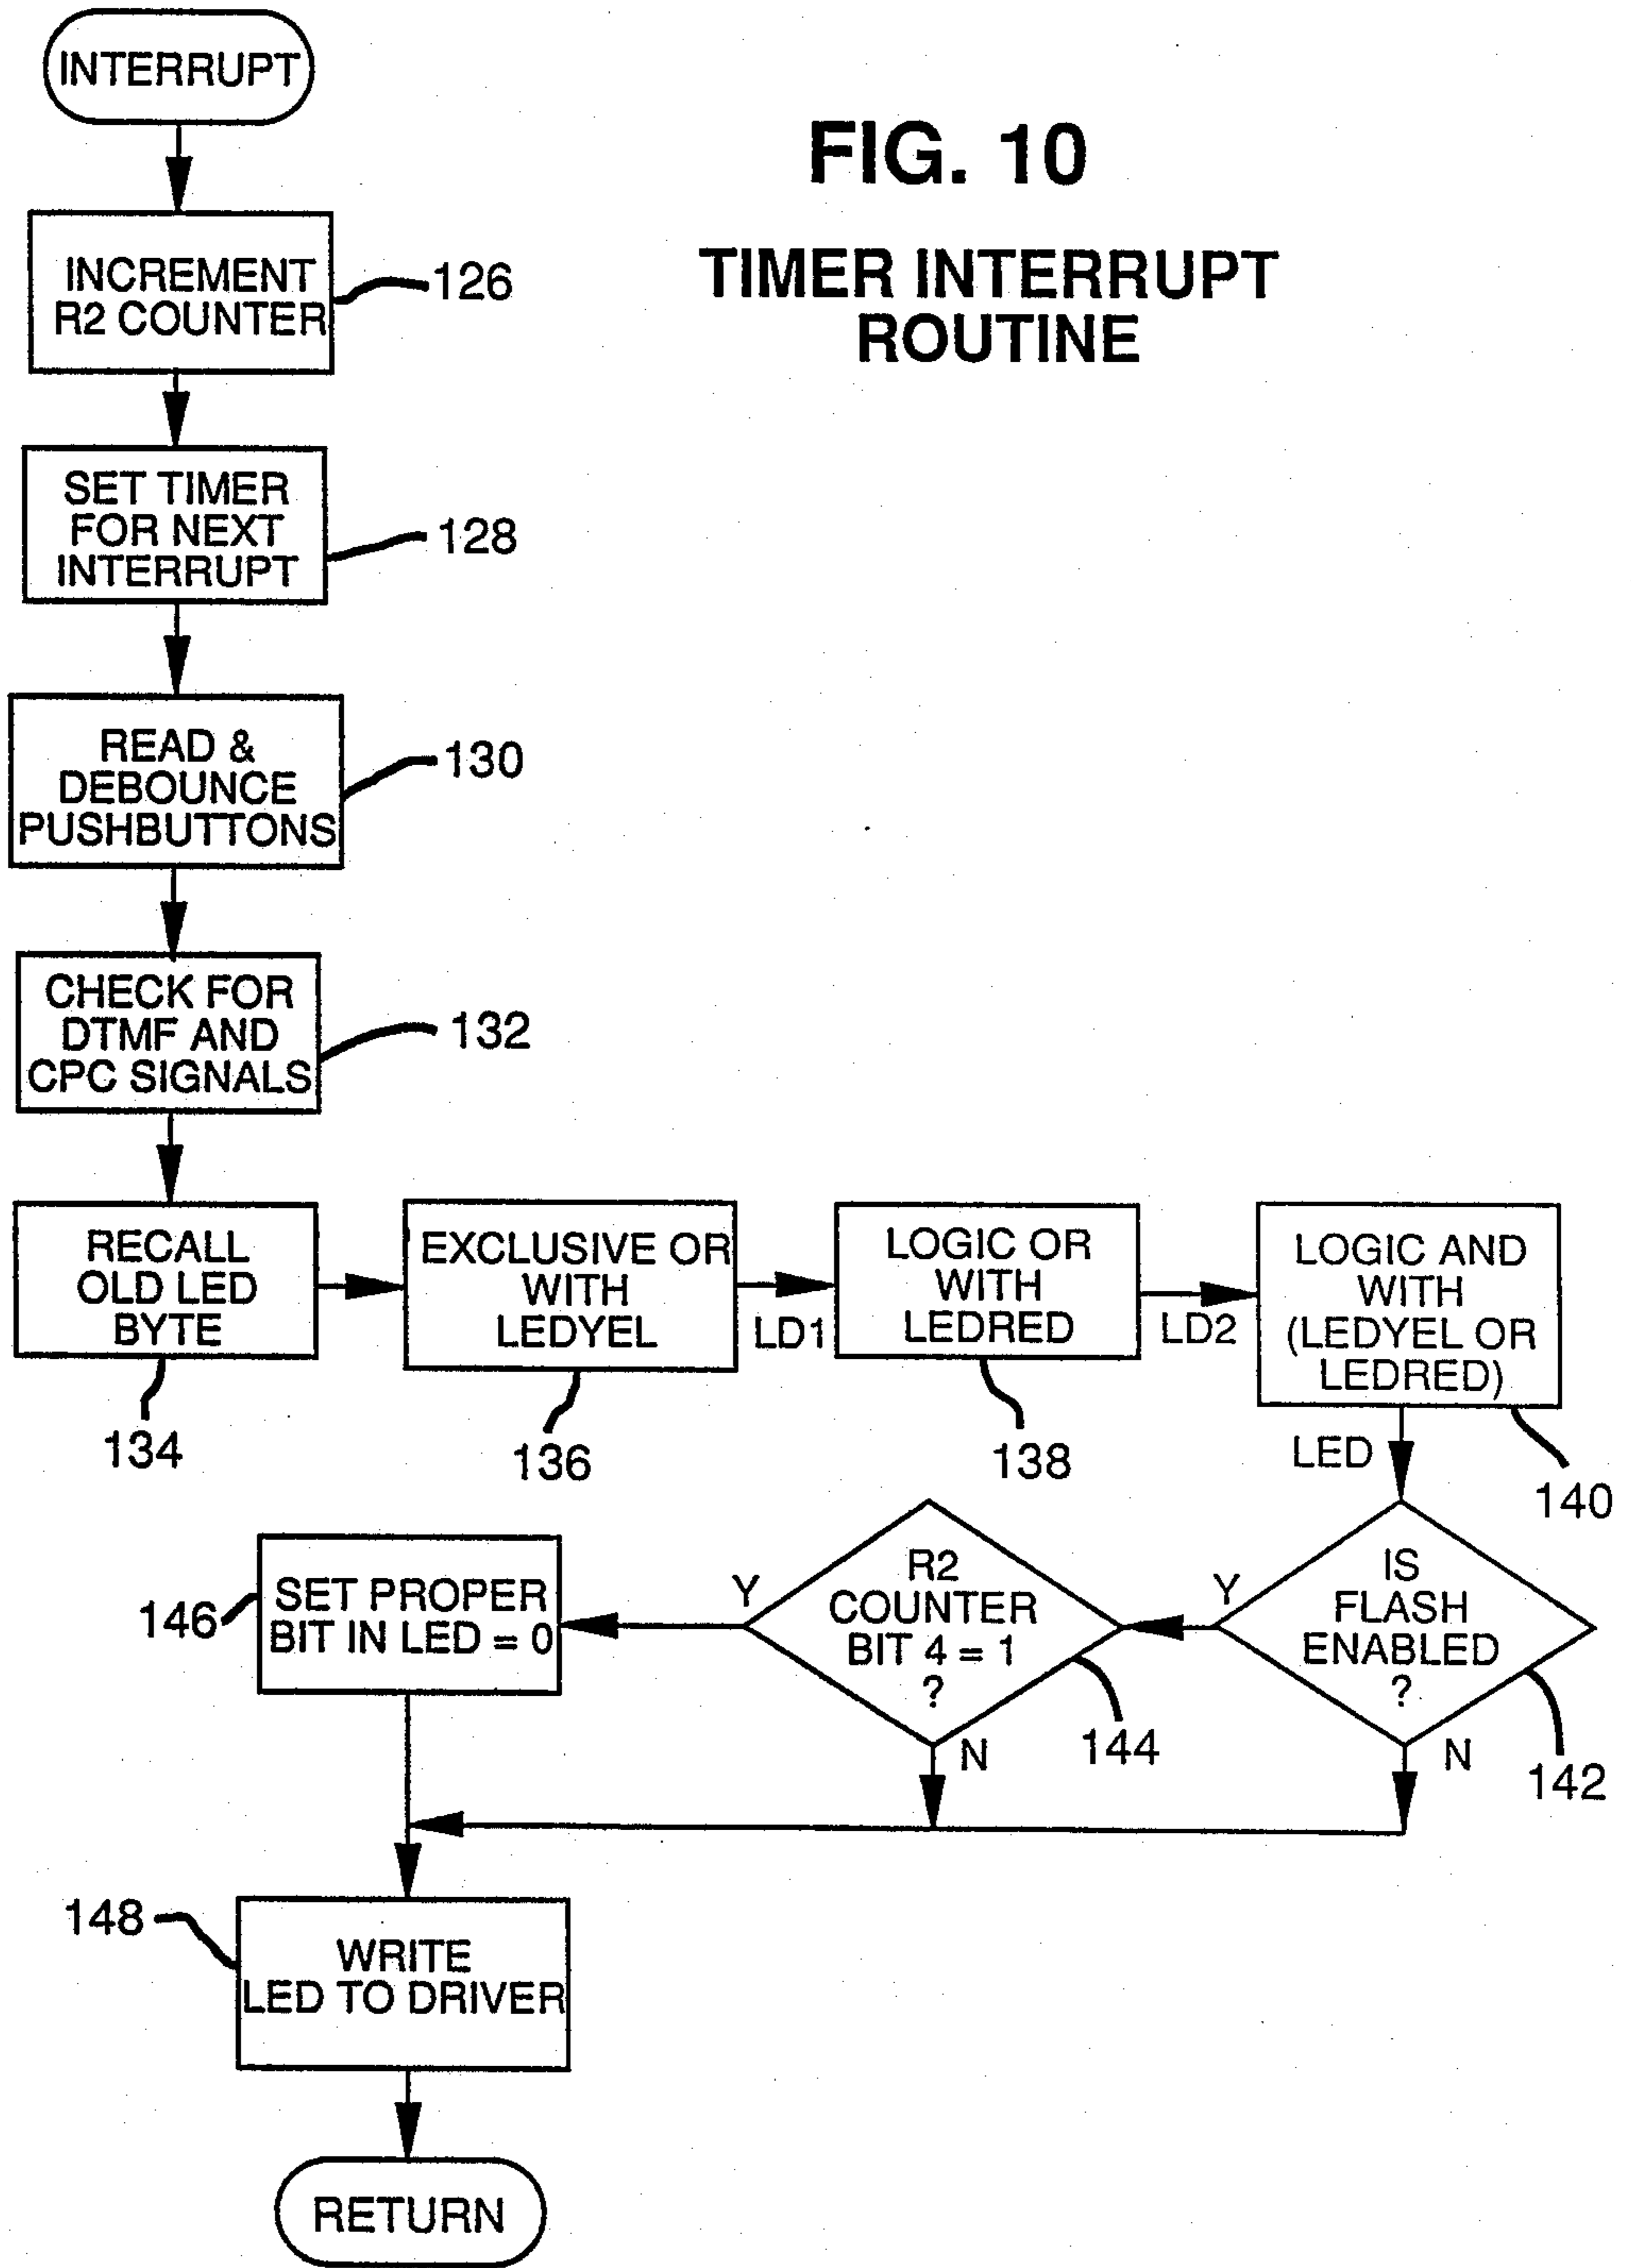 INTERRUPT
FIG. 10
TIMER INTERRUPT
ROUTINE
INCREMENT
R2 COUNTER
126
SET TIMER
FOR NEXT
INTERRUPT
128
READ &
DEBOUNCE
PUSHBUTTONS
130
CHECK FOR
DTMF AND
CPC SIGNALS
132
RECALL
OLD LED
BYTE
134
EXCLUSIVE OR
WITH
LEDYEL
136
LD1
LOGIC OR
WITH
LEDRED
138
LD2
LOGIC AND
WITH
(LEDYEL OR
LEDRED)
140
LED
IS
FLASH
ENABLED
?
142
Y
N
R2
COUNTER
BIT 4 = 1
?
144
Y
N
SET PROPER
BIT IN LED = 0
146
WRITE
LED TO DRIVER
148
RETURN